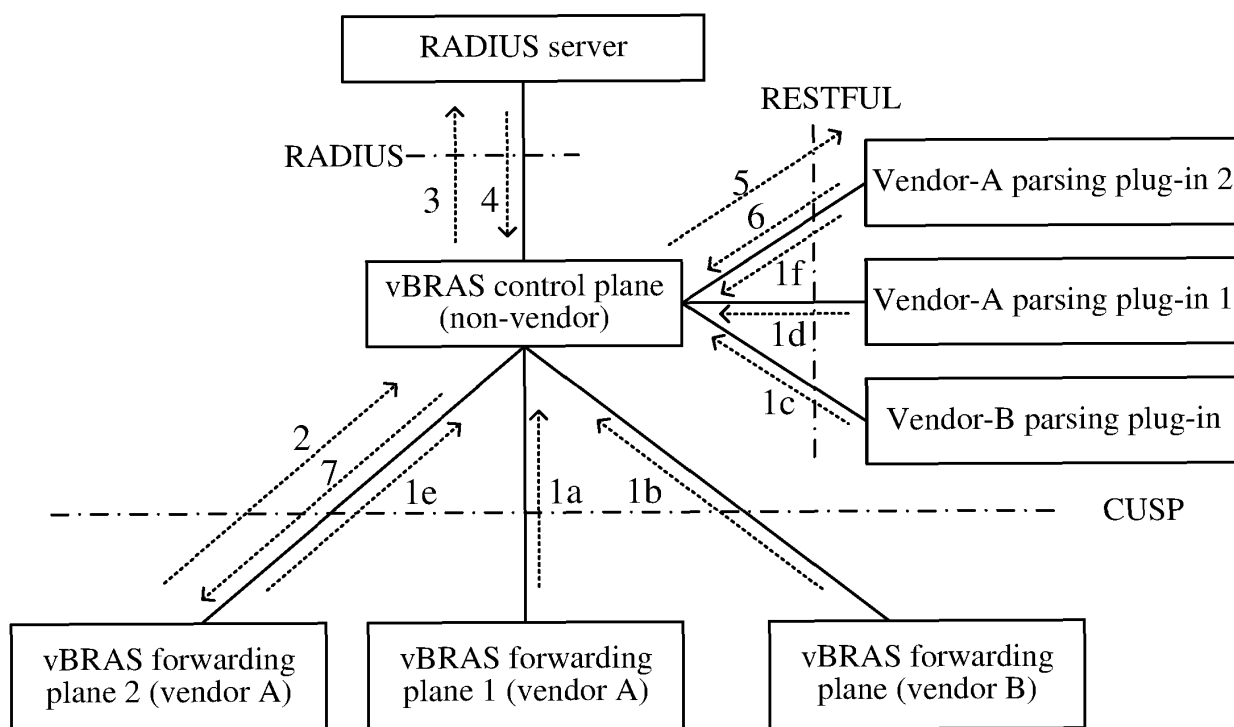 RADIUS server
RESTFUL
RADIUS
3
4
5
6
1f
1d
1c
Vendor-A parsing plug-in 2
Vendor-A parsing plug-in 1
Vendor-B parsing plug-in
vBRAS control plane
(non-vendor)
2
7
1e
1a
1b
CUSP
vBRAS forwarding
plane 2 (vendor A)
vBRAS forwarding
plane 1 (vendor A)
vBRAS forwarding
plane (vendor B)